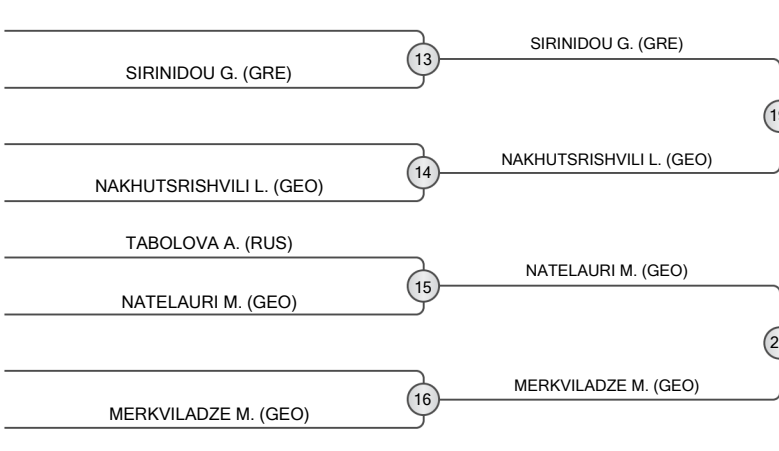 SIRINIDOU G. (GRE)
13
SIRINIDOU G. (GRE)
14
NAKHUTSRISHVILI L. (GEO)
NAKHUTSRISHVILI L. (GEO)
TABOLOVA A. (RUS)
15
NATELAURI M. (GEO)
NATELAURI M. (GEO)
16
MERKVILADZE M. (GEO)
MERKVILADZE M. (GEO)